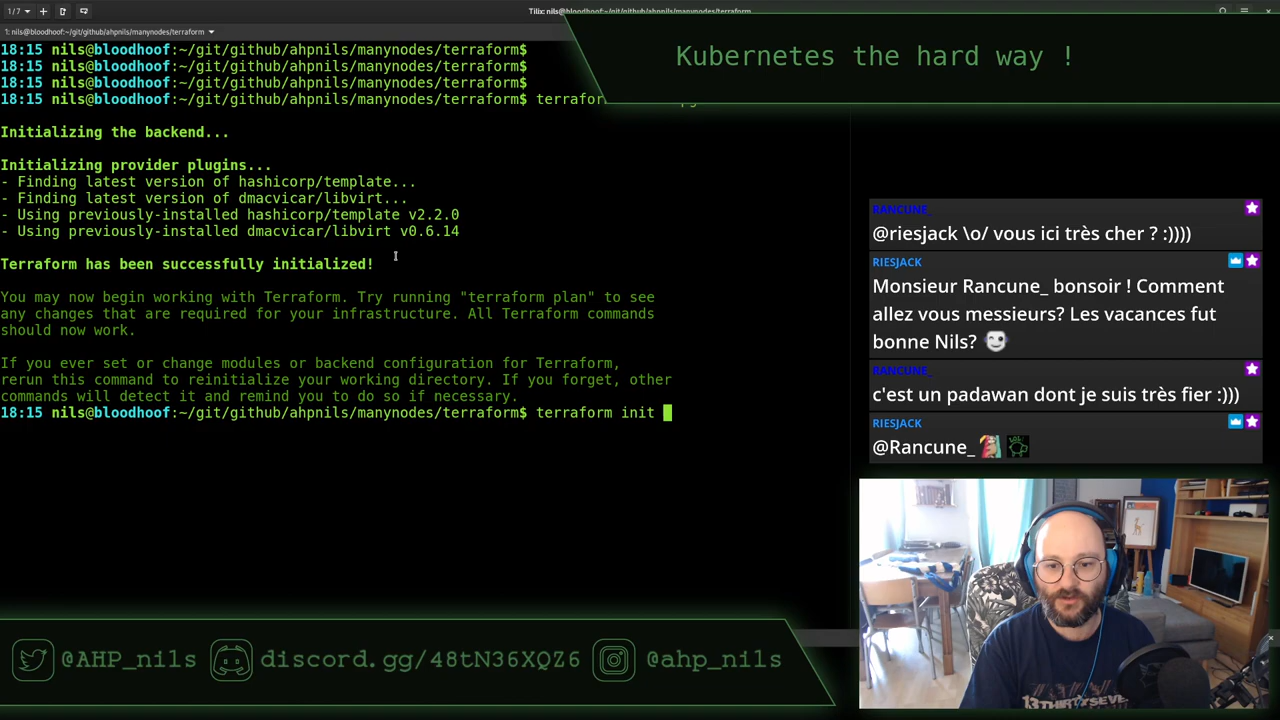 1/7
Tilix: nils@bloodhoof:~/git/github/ahpnils/manynodes/terraform
1: nils@bloodhoof:~/git/github/ahpnils/manynodes/terraform
18:15 nils@bloodhoof:~/git/github/ahpnils/manynodes/terraform$
18:15 nils@bloodhoof:~/git/github/ahpnils/manynodes/terraform$
18:15 nils@bloodhoof:~/git/github/ahpnils/manynodes/terraform$
18:15 nils@bloodhoof:~/git/github/ahpnils/manynodes/terraform$
Initializing the backend...
Initializing provider plugins...
- Finding latest version of hashicorp/template...
- Finding latest version of dmacvicar/libvirt...
- Using previously-installed hashicorp/template v2.2.0
- Using previously-installed dmacvicar/libvirt v0.6.14
Terraform has been successfully initialized!
You may now begin working with Terraform. Try running "terraform plan" to see
any changes that are required for your infrastructure. All Terraform commands
should now work.
If you ever set or change modules or backend configuration for Terraform,
rerun this command to reinitialize your working directory. If you forget, other
commands will detect it and remind you to do so if necessary.
18:15 nils@bloodhoof:~/git/github/ahpnils/manynodes/terraform$ terraform init
Kubernetes the hard way !
RANCUNE_
@riesjack \o/ vous ici très cher ? :))))
RIESJACK
Monsieur Rancune_ bonsoir ! Comment
allez vous messieurs? Les vacances fut
bonne Nils?
RANCUNE_
c'est un padawan dont je suis très fier :)))
RIESJACK
@Rancune_
13THIRTYSEVE
@AHP_nils
discord.gg/48tN36XQZ6
@ahp_nils